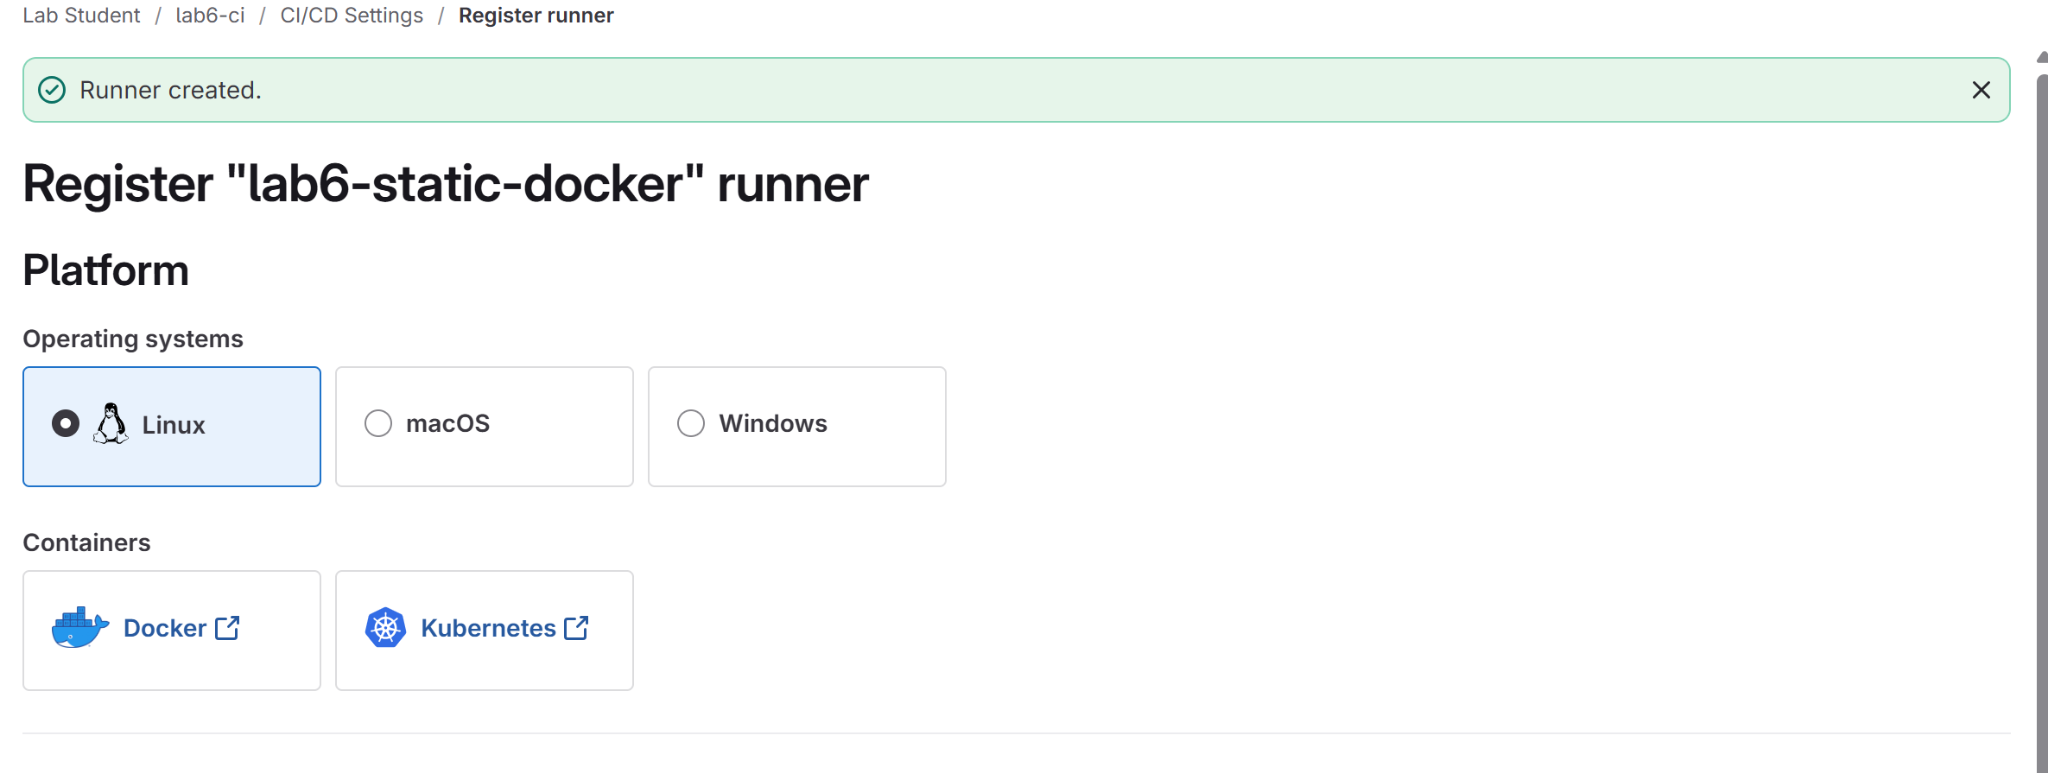 Lab Student / lab6-ci / CI/CD Settings / Register runner
Runner created.
Register "lab6-static-docker" runner
Platform
Operating systems
Linux
macOS
Windows
Containers
Docker
Kubernetes